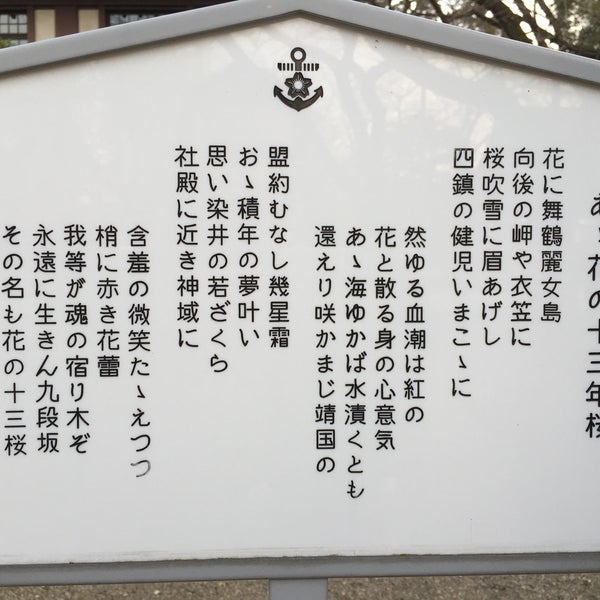 あゝ花の十三年桜
花に舞鶴麗女島
向後の岬や衣笠に
桜吹雪に眉あげし
四鎮の健児いまこゝに
然ゆる血潮は紅の
花と散る身の心意気
あゝ海ゆかば水漬くとも
還えり咲かまじ靖国の
盟約むなし幾星霜
おゝ積年の夢叶い
思い染井の若ざくら
社殿に近き神域に
含羞の微笑たゝえつつ
梢に赤き花蕾
我等が魂の宿り木ぞ
永遠に生きん九段坂
その名も花の十三桜